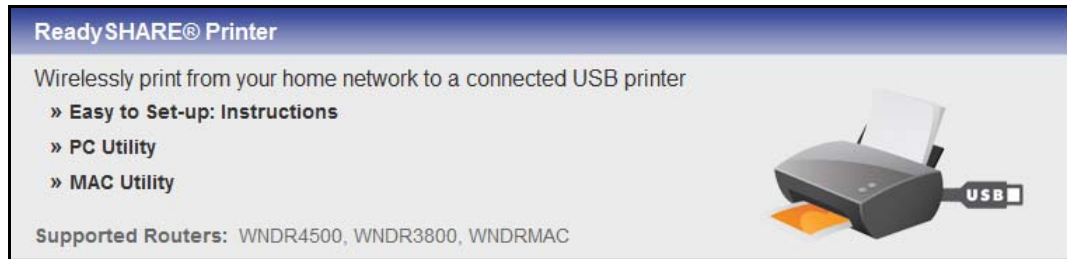 ReadySHARE® Printer
Wirelessly print from your home network to a connected USB printer
» Easy to Set-up: Instructions
» PC Utility
» MAC Utility
USB
Supported Routers: WNDR4500, WNDR3800, WNDRMAC